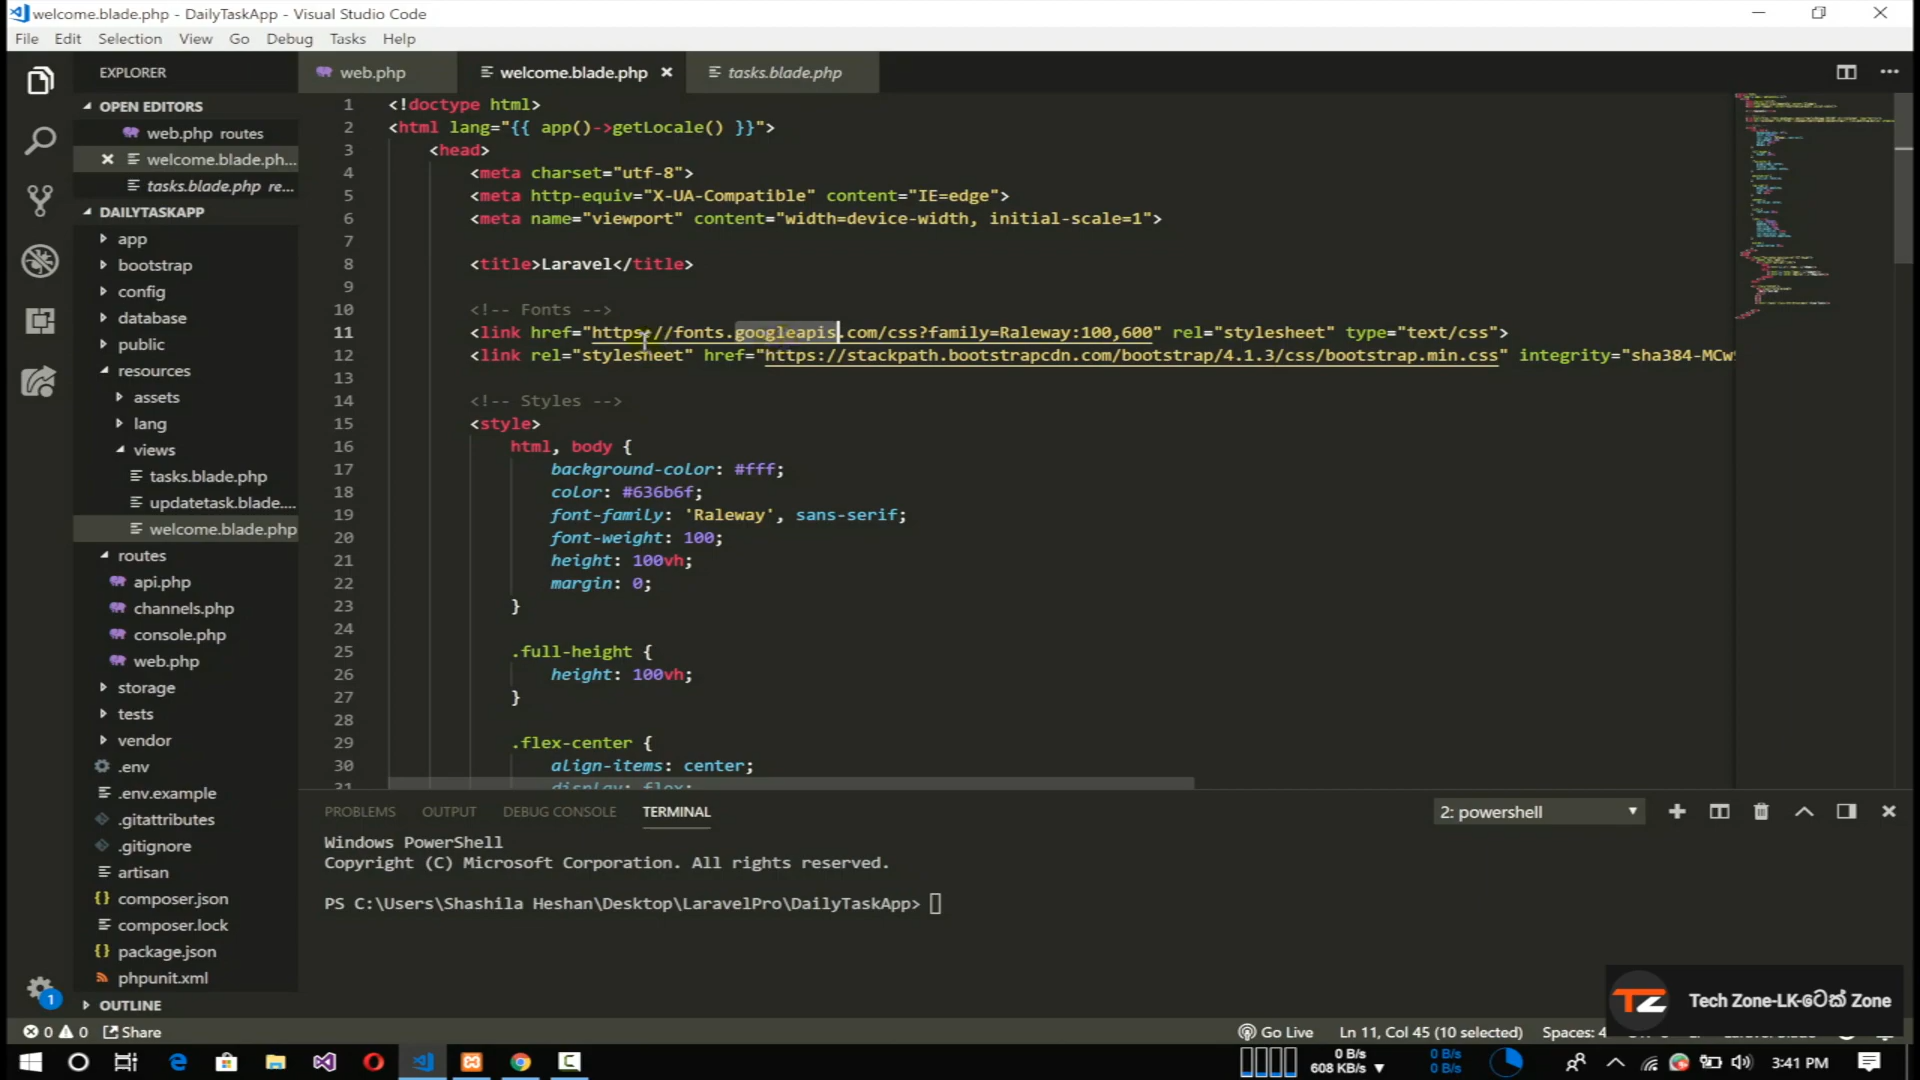 welcome.blade.php - DailyTaskApp - Visual Studio Code
File Edit Selection View Go Debug Tasks Help
EXPLORER
OPEN EDITORS
web.php routes
welcome.blade.ph...
tasks.blade.php re...
DAILYTASKAPP
app
bootstrap
config
database
public
resources
assets
lang
views
tasks.blade.php
updatetask.blade....
welcome.blade.php
routes
api.php
channels.php
console.php
web.php
storage
tests
vendor
.env
.env.example
.gitattributes
.gitignore
artisan
composer.json
composer.lock
package.json
phpunit.xml
OUTLINE
web.php welcome.blade.php tasks.blade.php
1 <!doctype html>
2 <html lang="{{ app()->getLocale() }}">
3 <head>
4 <meta charset="utf-8">
5 <meta http-equiv="X-UA-Compatible" content="IE=edge">
6 <meta name="viewport" content="width=device-width, initial-scale=1">
7
8 <title>Laravel</title>
9
10 <!-- Fonts -->
11 <link href="https://fonts.googleapis.com/css?family=Raleway:100,600" rel="stylesheet" type="text/css">
12 <link rel="stylesheet" href="https://stackpath.bootstrapcdn.com/bootstrap/4.1.3/css/bootstrap.min.css" integrity="sha384-MCw
13
14 <!-- Styles -->
15 <style>
16 html, body {
17 background-color: #fff;
18 color: #636b6f;
19 font-family: 'Raleway', sans-serif;
20 font-weight: 100;
21 height: 100vh;
22 margin: 0;
23 }
24
25 .full-height {
26 height: 100vh;
27 }
28
29 .flex-center {
30 align-items: center;
31 display: flex;
PROBLEMS OUTPUT DEBUG CONSOLE TERMINAL 2: powershell
Windows PowerShell
Copyright (C) Microsoft Corporation. All rights reserved.
PS C:\Users\Shashila Heshan\Desktop\LaravelPro\DailyTaskApp>
TZ Tech Zone-LK-ටෙක් Zone
1
0 0 Share Go Live Ln 11, Col 45 (10 selected) Spaces: 4
0 B/s
608 KB/s
0 B/s
0 B/s
3:41 PM